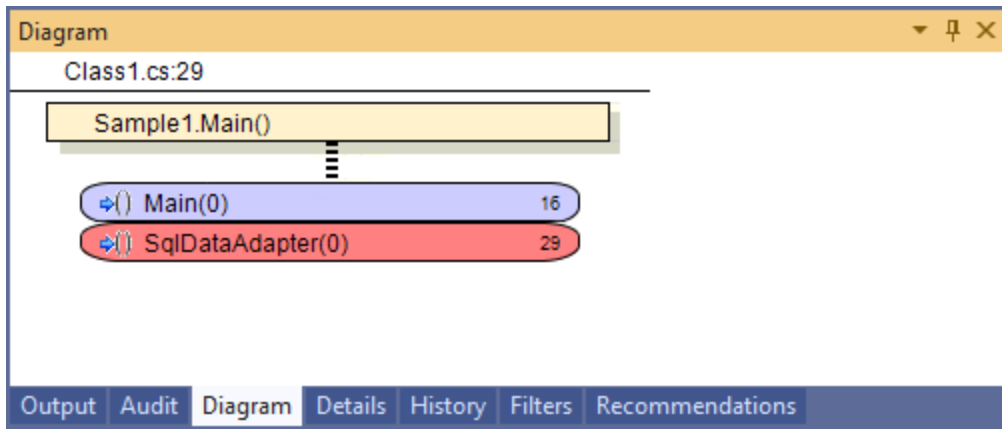 Diagram
Class1.cs:29
Sample1.Main()
() Main(0) 16
() SqlDataAdapter(0) 29
Output Audit Diagram Details History Filters Recommendations